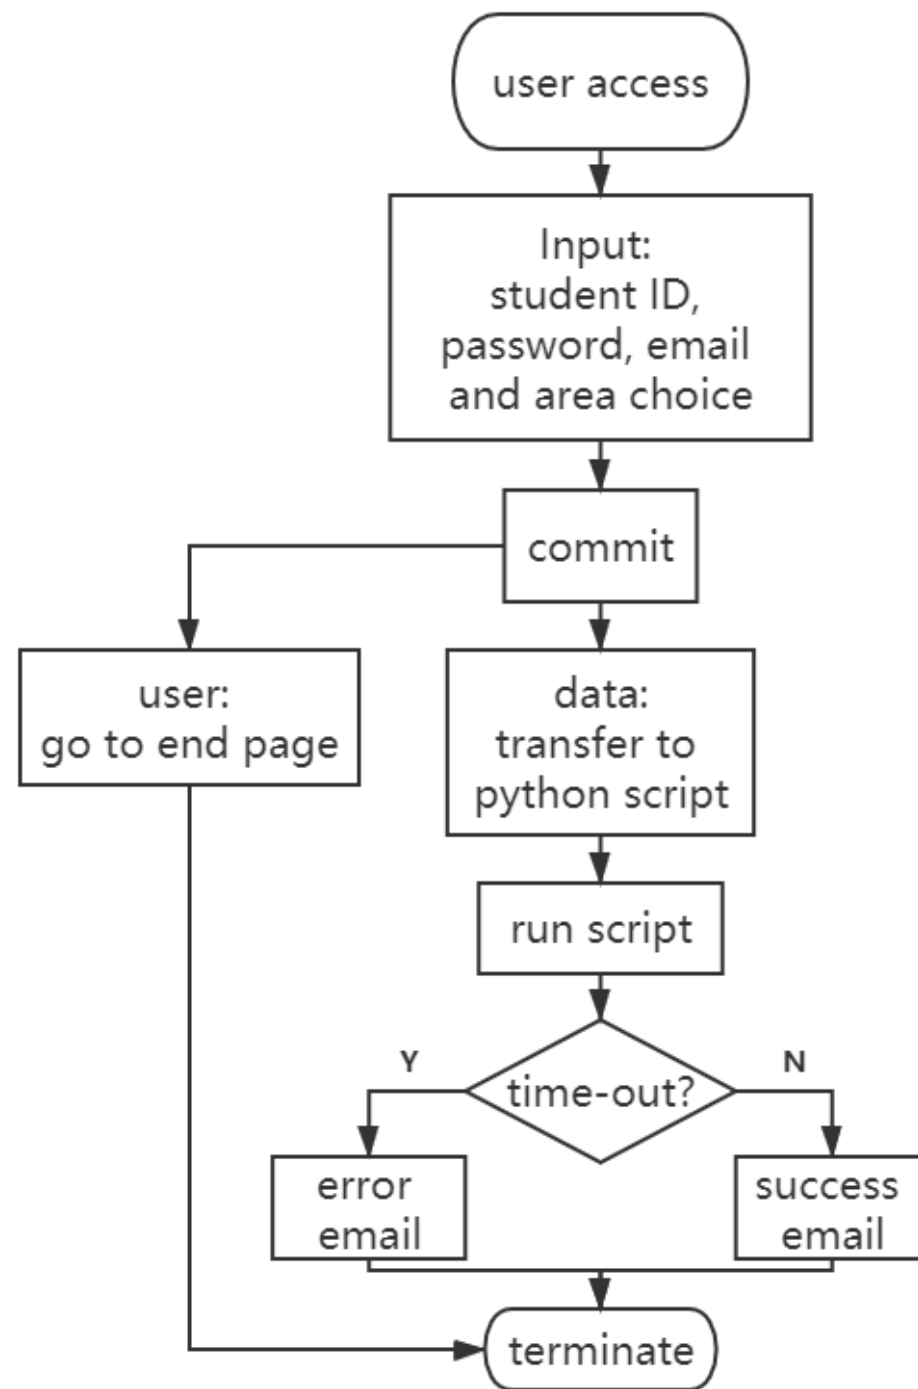 user access
Input:
student ID,
password, email
and area choice
commit
user:
go to end page
data:
transfer to
python script
run script
Y
time-out?
N
error
email
success
email
terminate